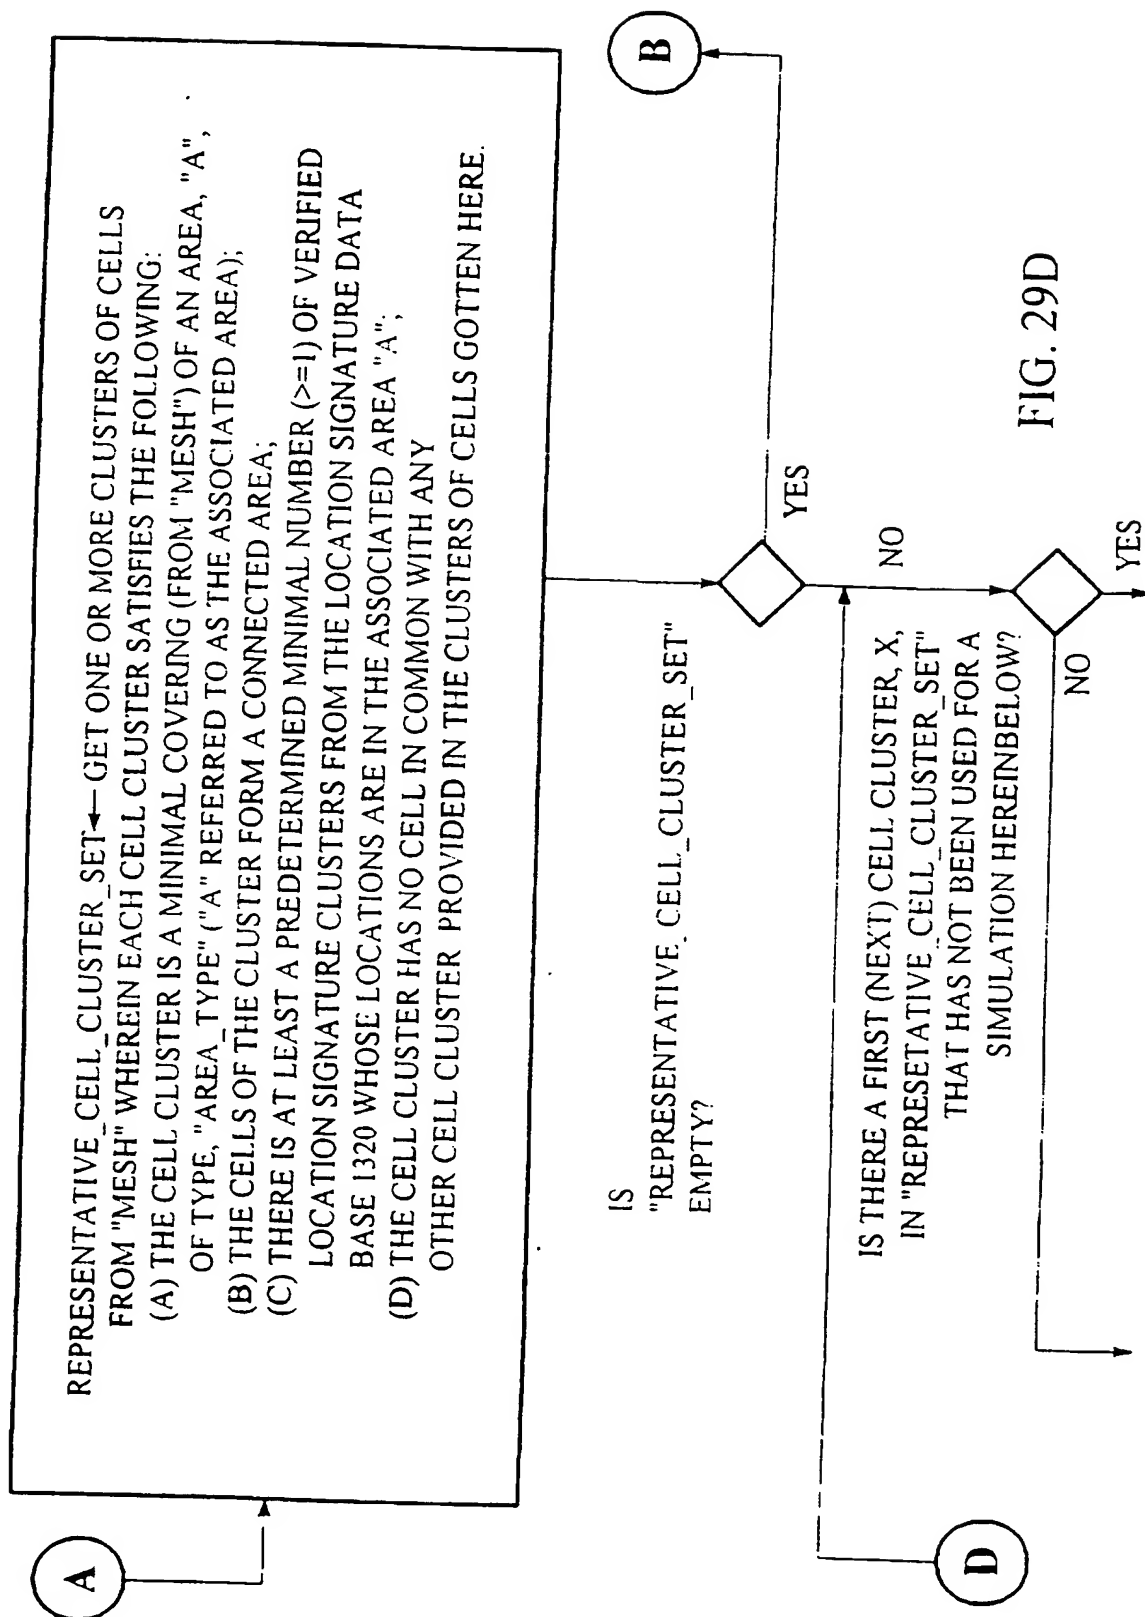 A
REPRESENTATIVE_CELL_CLUSTER_SET ← GET ONE OR MORE CLUSTERS OF CELLS
FROM "MESH" WHEREIN EACH CELL CLUSTER SATISFIES THE FOLLOWING:
(A) THE CELL CLUSTER IS A MINIMAL COVERING (FROM "MESH") OF AN AREA, "A",
OF TYPE, "AREA_TYPE" ("A" REFERRED TO AS THE ASSOCIATED AREA);
(B) THE CELLS OF THE CLUSTER FORM A CONNECTED AREA;
(C) THERE IS AT LEAST A PREDETERMINED MINIMAL NUMBER (>=1) OF VERIFIED
LOCATION SIGNATURE CLUSTERS FROM THE LOCATION SIGNATURE DATA
BASE 1320 WHOSE LOCATIONS ARE IN THE ASSOCIATED AREA "A";
(D) THE CELL CLUSTER HAS NO CELL IN COMMON WITH ANY
OTHER CELL CLUSTER PROVIDED IN THE CLUSTERS OF CELLS GOTTEN HERE.
IS
"REPRESENTATIVE_CELL_CLUSTER_SET"
EMPTY?
YES
B
NO
D
IS THERE A FIRST (NEXT) CELL CLUSTER, X,
IN "REPRESETATIVE_CELL_CLUSTER_SET"
THAT HAS NOT BEEN USED FOR A
SIMULATION HEREINBELOW?
NO
YES
FIG. 29D